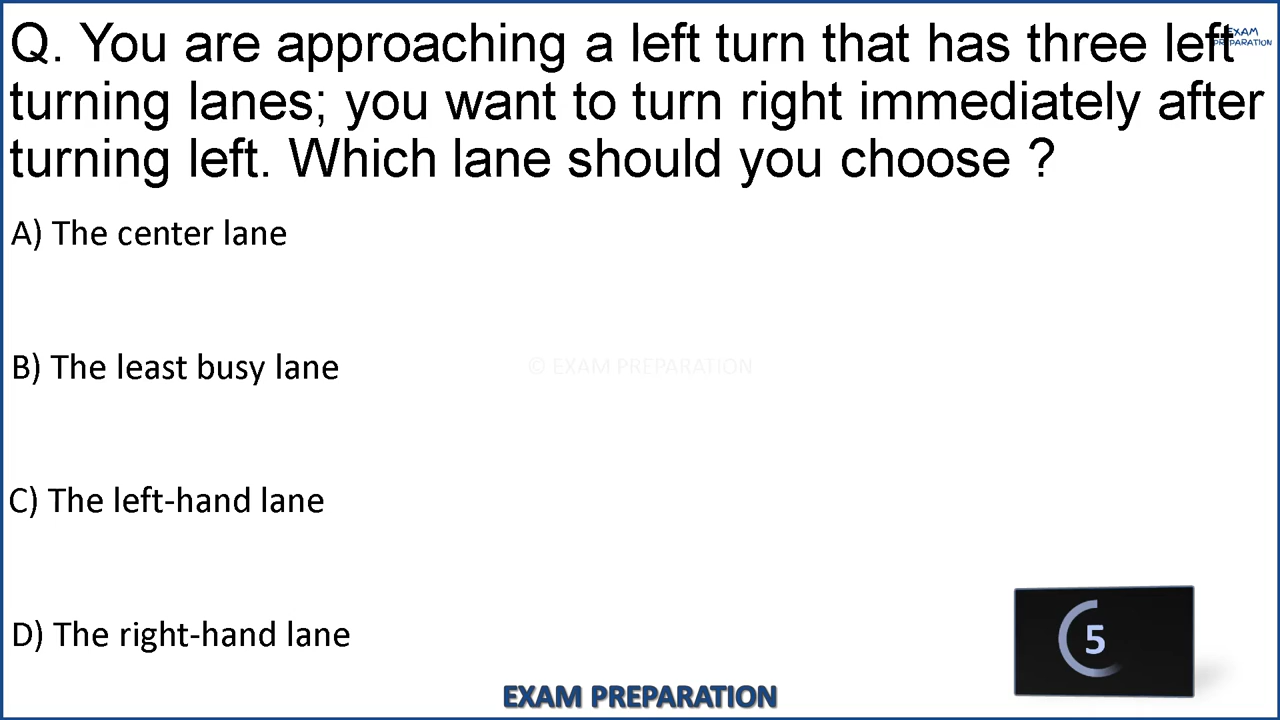 Q. You are approaching a left turn that has three left
EXAM
PREPARATION
turning lanes; you want to turn right immediately after
turning left. Which lane should you choose ?
A) The center lane
B) The least busy lane
© EXAM PREPARATION
C) The left-hand lane
D) The right-hand lane
5
EXAM PREPARATION